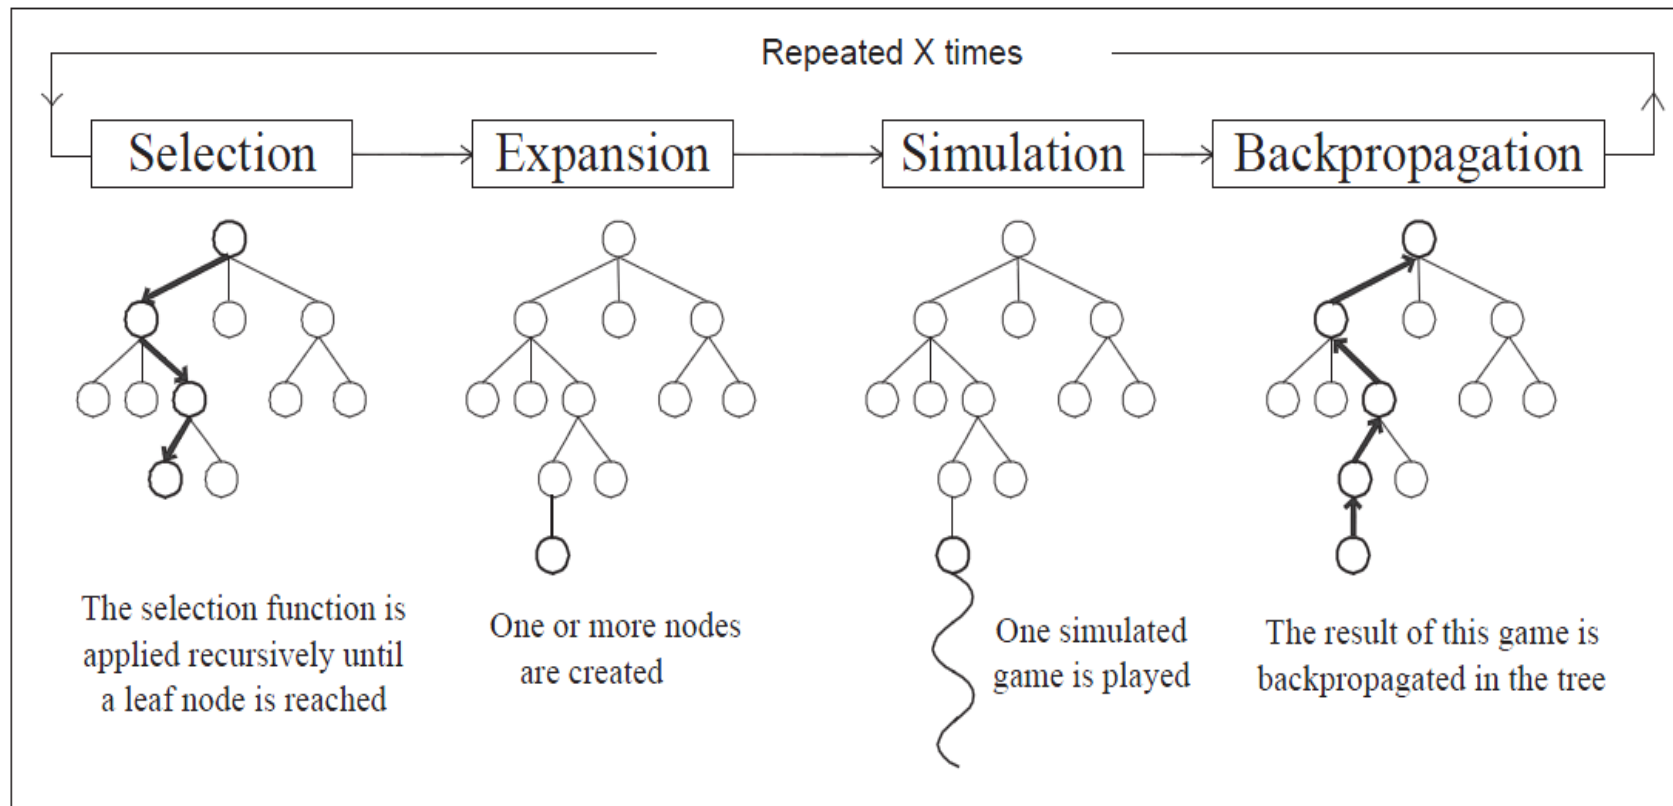 Repeated X times
Selection
Expansion
Simulation
Backpropagation
The selection function is
applied recursively until
a leaf node is reached
One or more nodes
are created
One simulated
game is played
The result of this game is
backpropagated in the tree